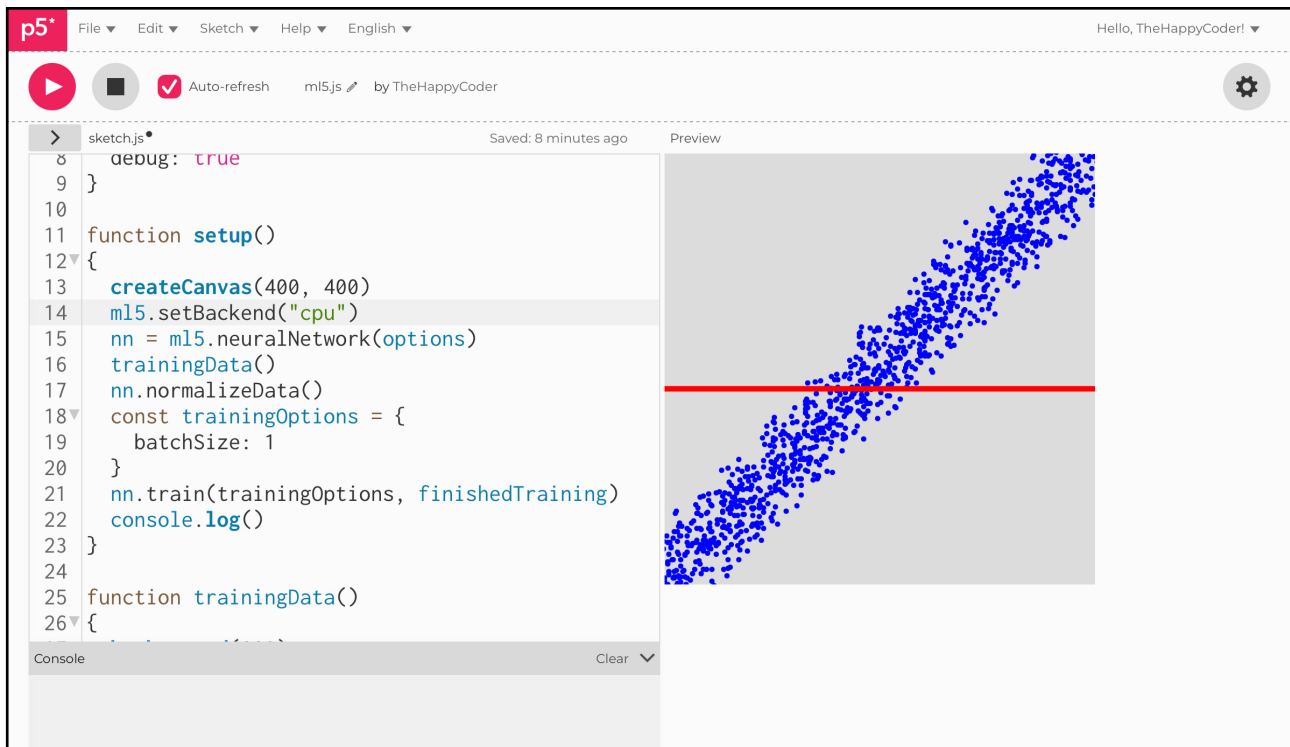 p5* File Edit Sketch Help English Hello, TheHappyCoder!
Auto-refresh ml5.js by TheHappyCoder
sketch.js Saved: 8 minutes ago Preview
8 debug: true
9 }
10
11 function setup()
12 {
13 createCanvas(400, 400)
14 ml5.setBackend("cpu")
15 nn = ml5.neuralNetwork(options)
16 trainingData()
17 nn.normalizeData()
18 const trainingOptions = {
19 batchSize: 1
20 }
21 nn.train(trainingOptions, finishedTraining)
22 console.log()
23 }
24
25 function trainingData()
26 {
Console Clear